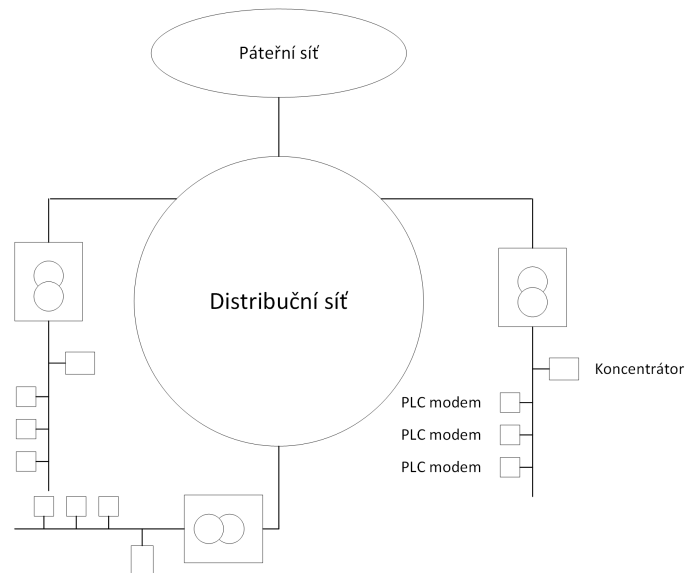 Páteřní síť
Distribuční síť
Koncentrátor
PLC modem
PLC modem
PLC modem